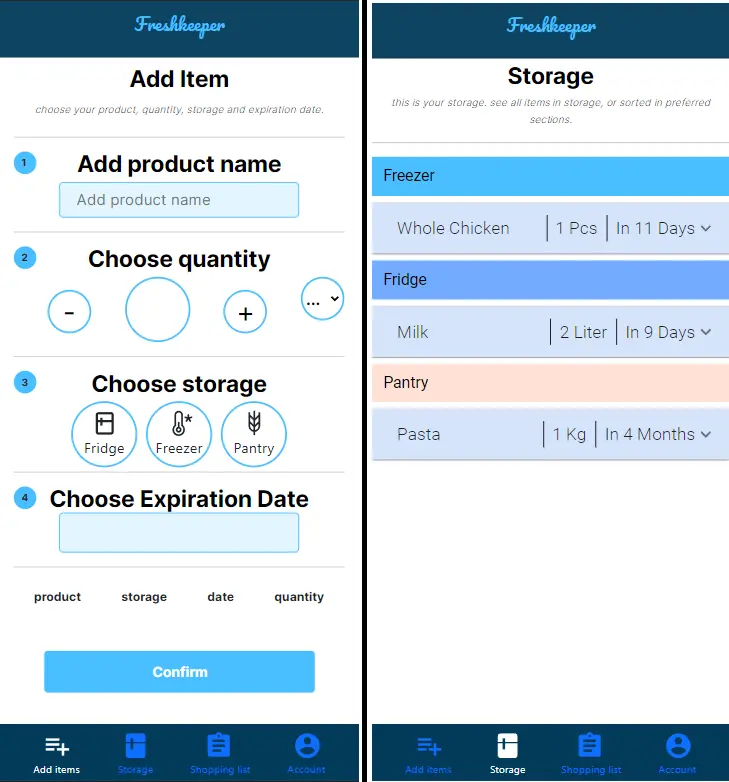 Freshkeeper
Add Item
choose your product, quantity, storage and expiration date.
1
Add product name
Add product name
2
Choose quantity
-
+
...
3
Choose storage
Fridge
Freezer
Pantry
4
Choose Expiration Date
product storage date quantity
Confirm
Add items Storage Shopping list Account
Freshkeeper
Storage
this is your storage. see all items in storage, or sorted in preferred
sections.
Freezer
Whole Chicken 1 Pcs In 11 Days
Fridge
Milk 2 Liter In 9 Days
Pantry
Pasta 1 Kg In 4 Months
Add items Storage Shopping list Account